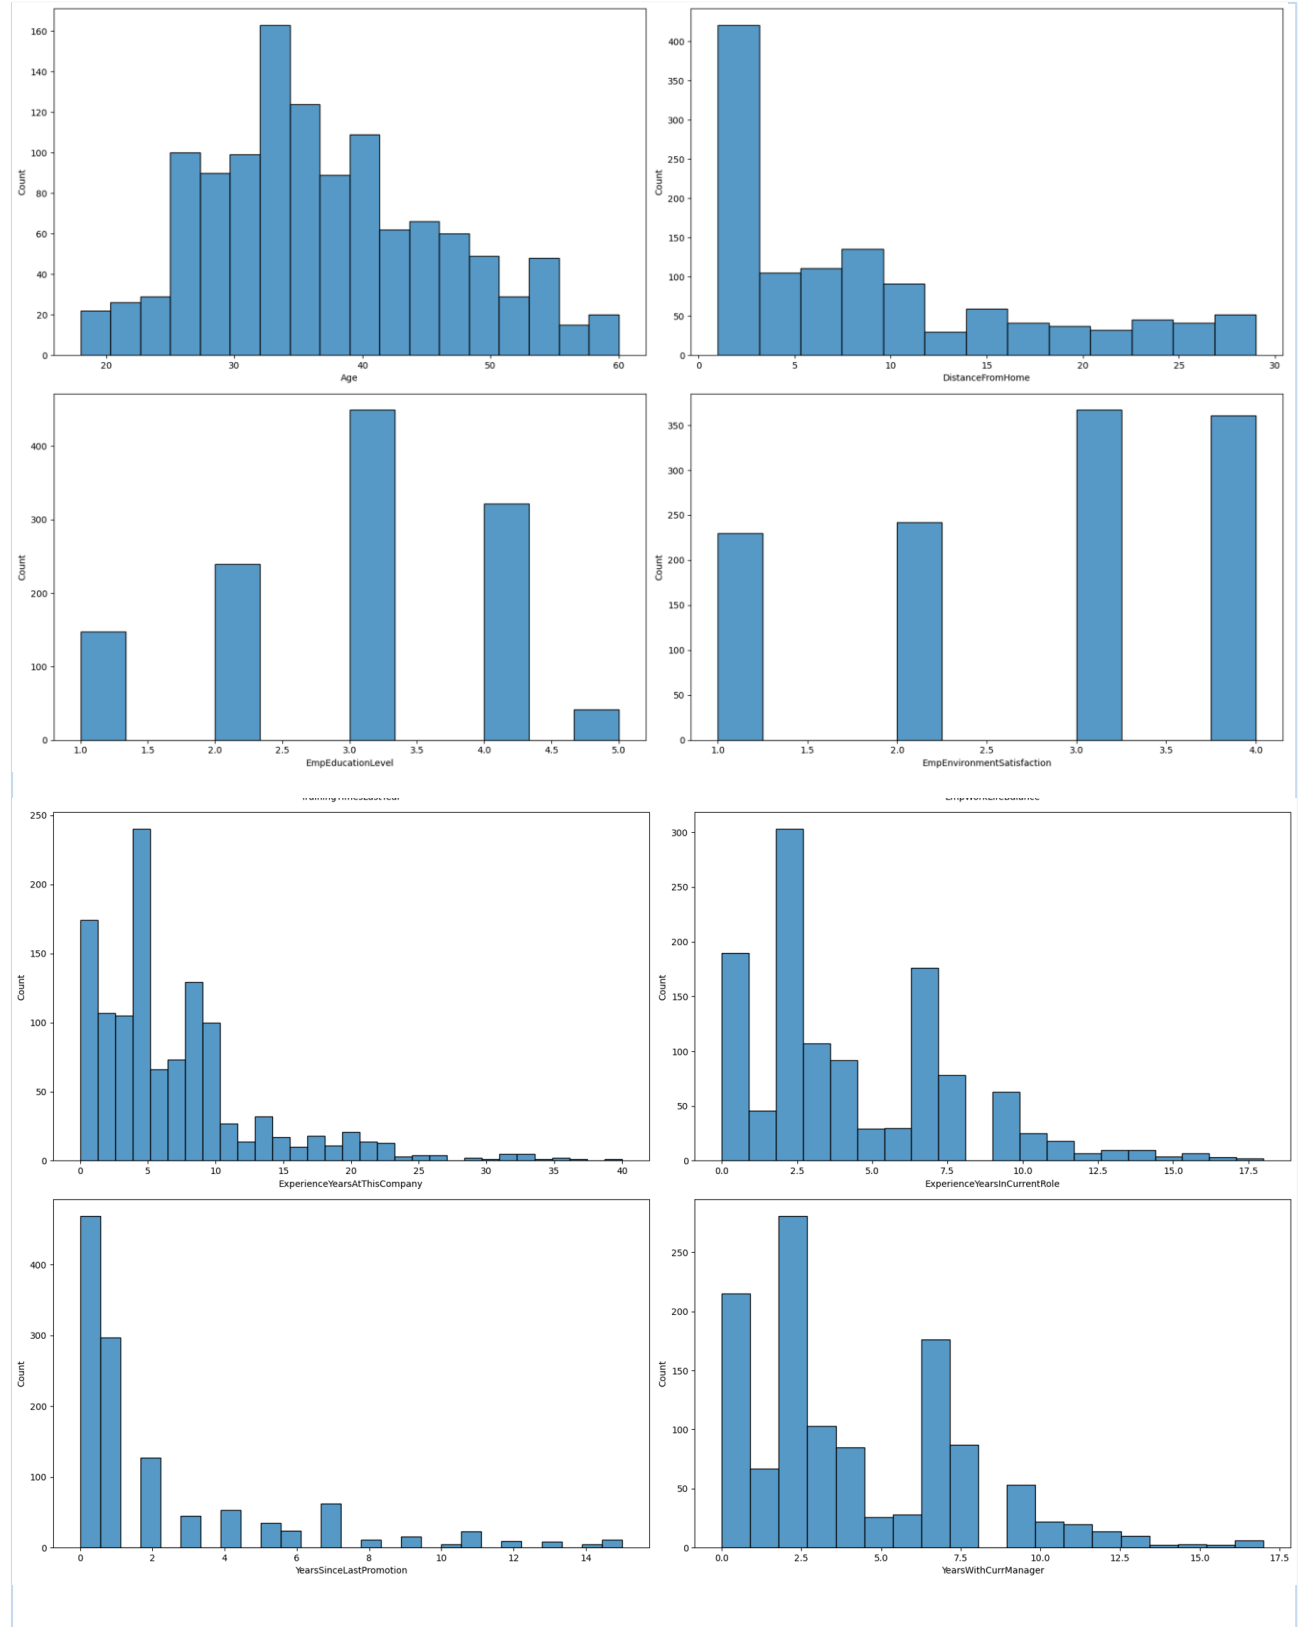 160
140
120
100
80
60
40
20
0
Count
20 30 40 50 60
Age
400
350
300
250
200
150
100
50
0
Count
0 5 10 15 20 25 30
DistanceFromHome
400
300
200
100
0
Count
1.0 1.5 2.0 2.5 3.0 3.5 4.0 4.5 5.0
EmpEducationLevel
350
300
250
200
150
100
50
0
Count
1.0 1.5 2.0 2.5 3.0 3.5 4.0
EmpEnvironmentSatisfaction
TrainingTimesLastYear
EmpWorkLifeBalance
250
200
150
100
50
0
Count
0 5 10 15 20 25 30 35 40
ExperienceYearsAtThisCompany
300
250
200
150
100
50
0
Count
0.0 2.5 5.0 7.5 10.0 12.5 15.0 17.5
ExperienceYearsInCurrentRole
400
300
200
100
0
Count
0 2 4 6 8 10 12 14
YearsSinceLastPromotion
250
200
150
100
50
0
Count
0.0 2.5 5.0 7.5 10.0 12.5 15.0 17.5
YearsWithCurrManager